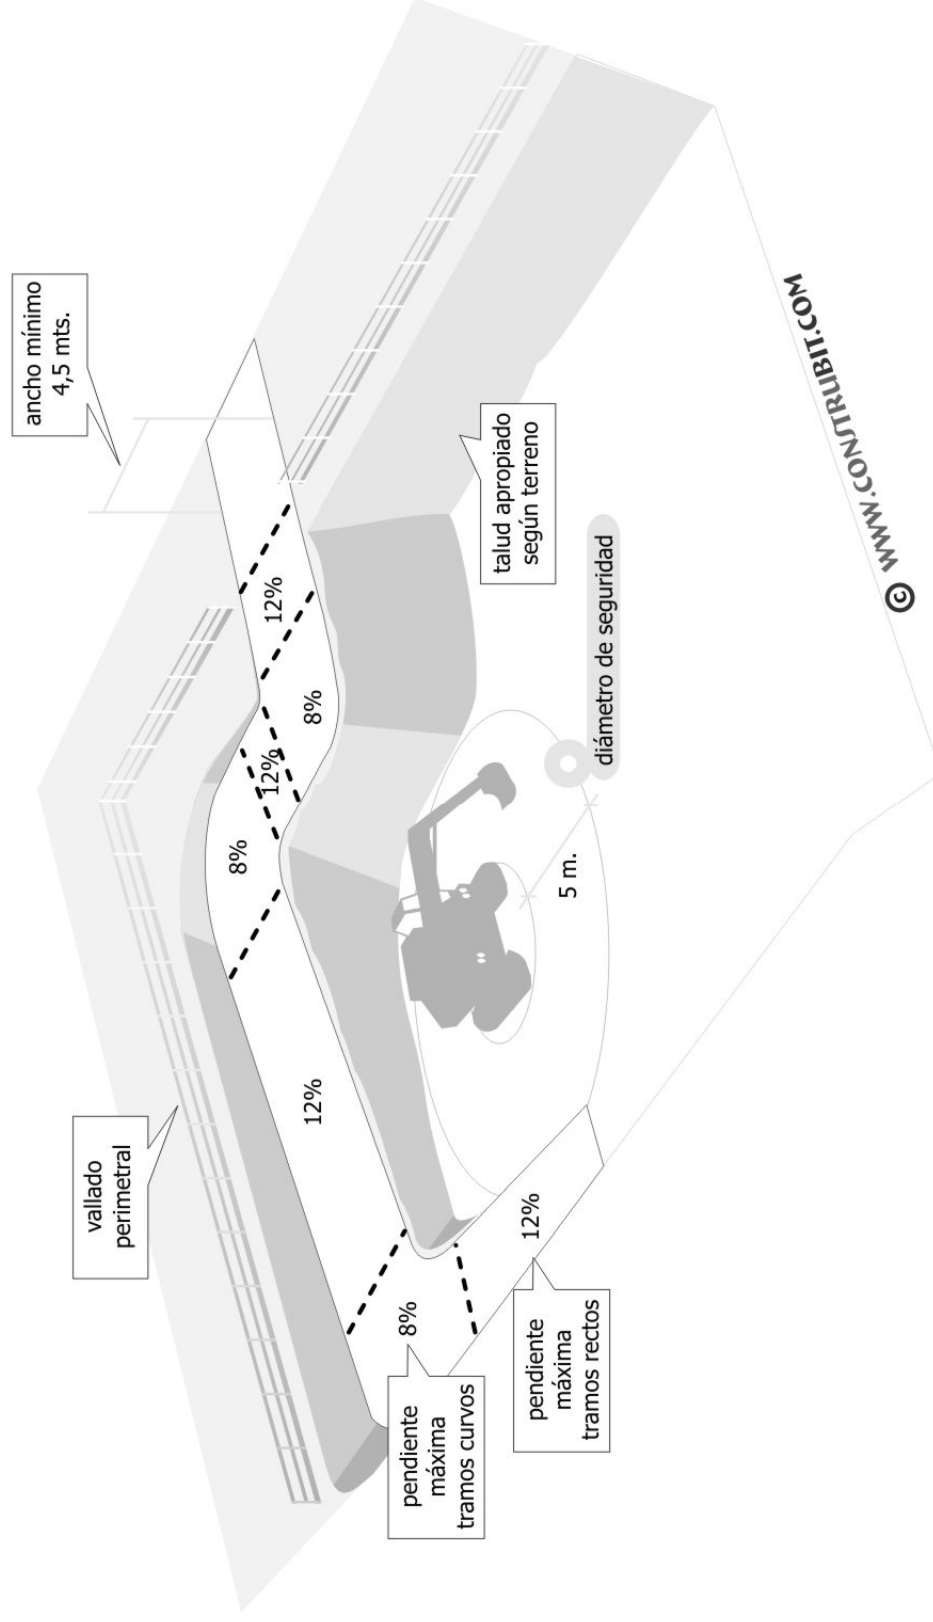 vallado
perimetral
ancho mínimo
4,5 mts.
12%
8%
12%
8%
12%
8%
12%
pendiente
máxima
tramos curvos
pendiente
máxima
tramos rectos
talud apropiado
según terreno
diámetro de seguridad
5 m.
© WWW.CONSTRUBIT.COM